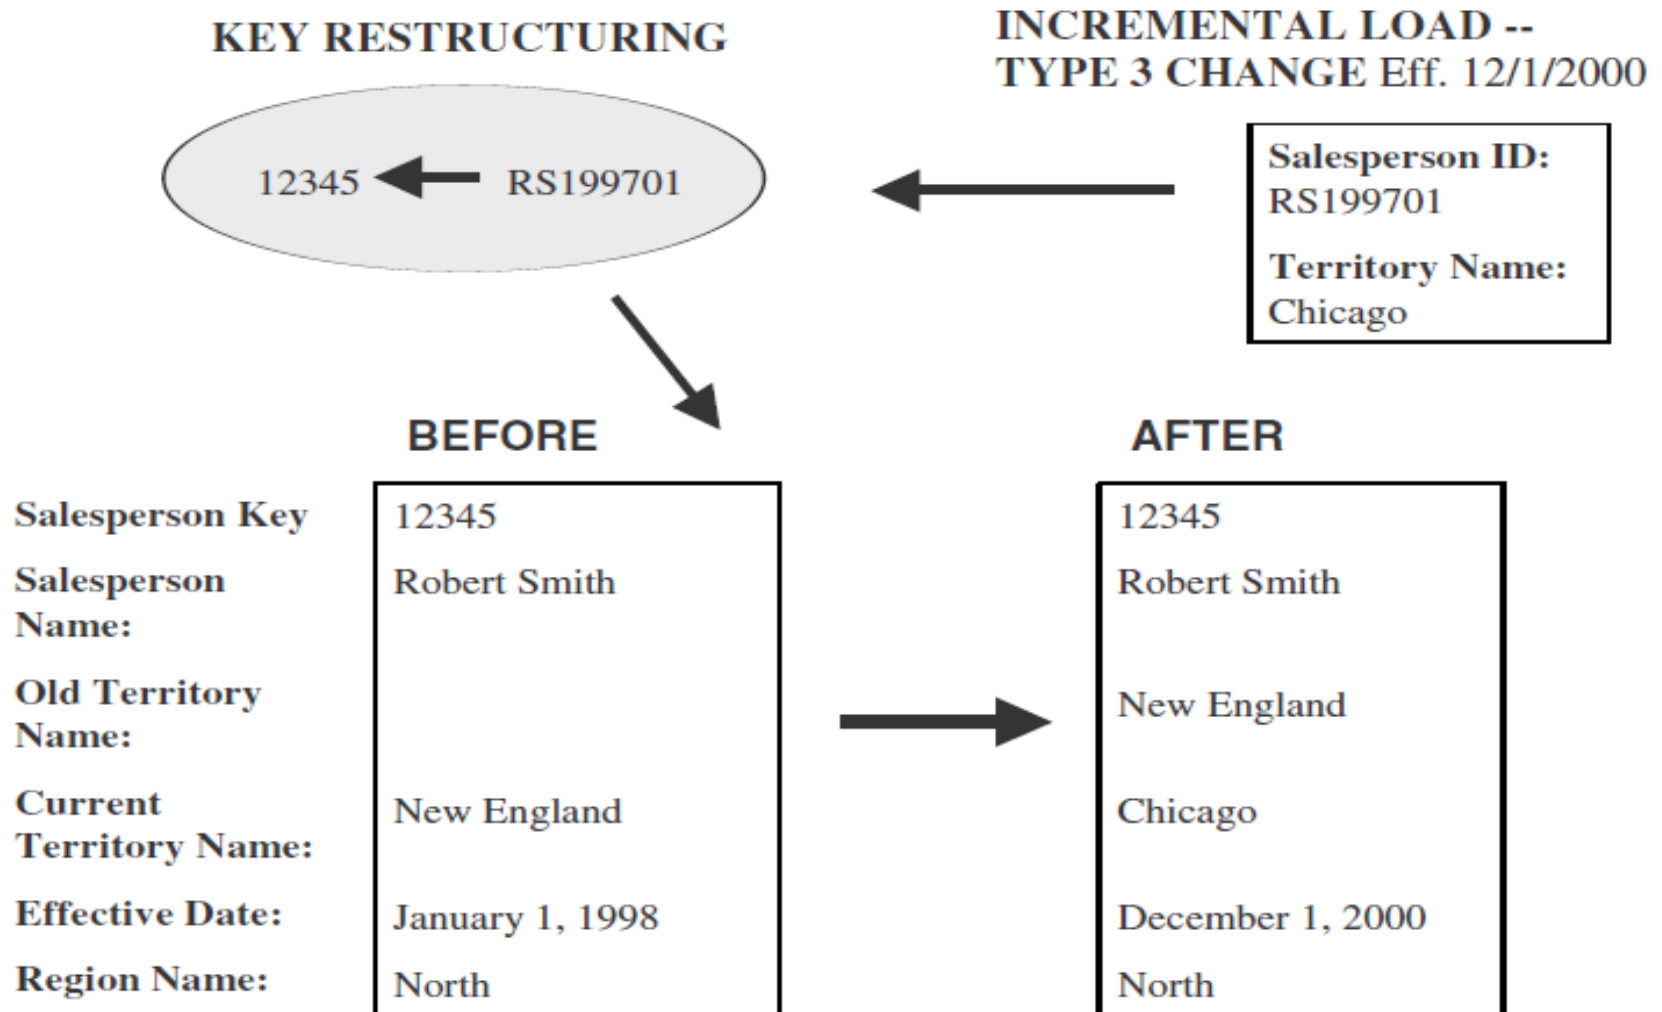 KEY RESTRUCTURING
INCREMENTAL LOAD --
TYPE 3 CHANGE Eff. 12/1/2000
12345
RS199701
Salesperson ID:
RS199701
Territory Name:
Chicago
BEFORE
AFTER
Salesperson Key
12345
12345
Salesperson
Name:
Robert Smith
Robert Smith
Old Territory
Name:
New England
Current
Territory Name:
New England
Chicago
Effective Date:
January 1, 1998
December 1, 2000
Region Name:
North
North